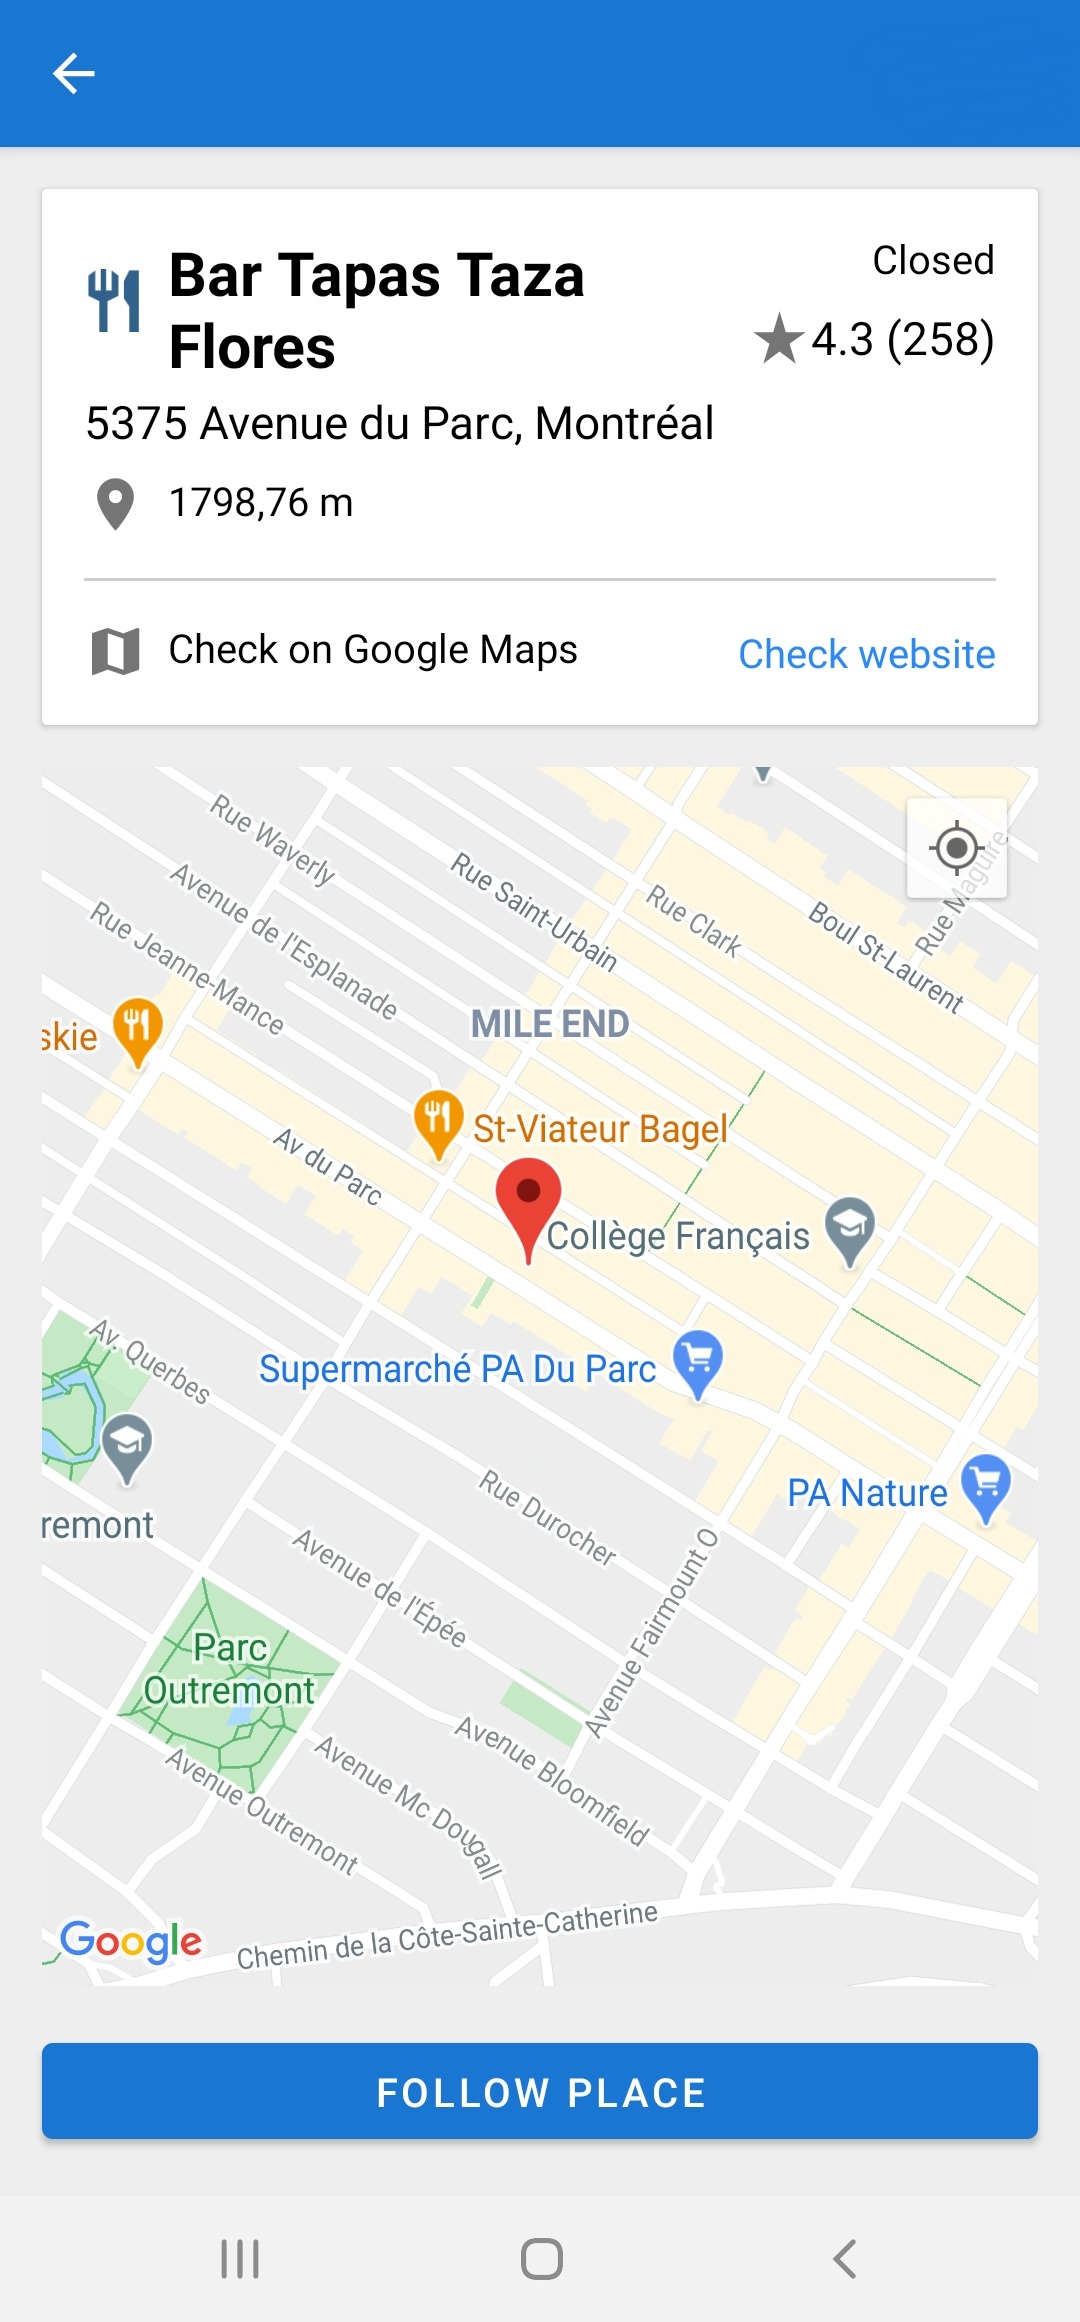 Bar Tapas Taza
Flores
Closed
4.3 (258)
5375 Avenue du Parc, Montréal
1798,76 m
Check on Google Maps
Check website
Rue Waverly
Avenue de l'Esplanade
Rue Jeanne-Mance
Rue Saint-Urbain
Rue Clark
Boul St-Laurent
Rue Maguire
skie
MILE END
St-Viateur Bagel
Av du Parc
Collège Français
Av. Querbes
Supermarché PA Du Parc
PA Nature
remont
Rue Durocher
Avenue de l'Épée
Avenue Fairmount O
Parc
Outremont
Avenue Bloomfield
Avenue Mc Dougall
Avenue Outremont
Google
Chemin de la Côte-Sainte-Catherine
FOLLOW PLACE